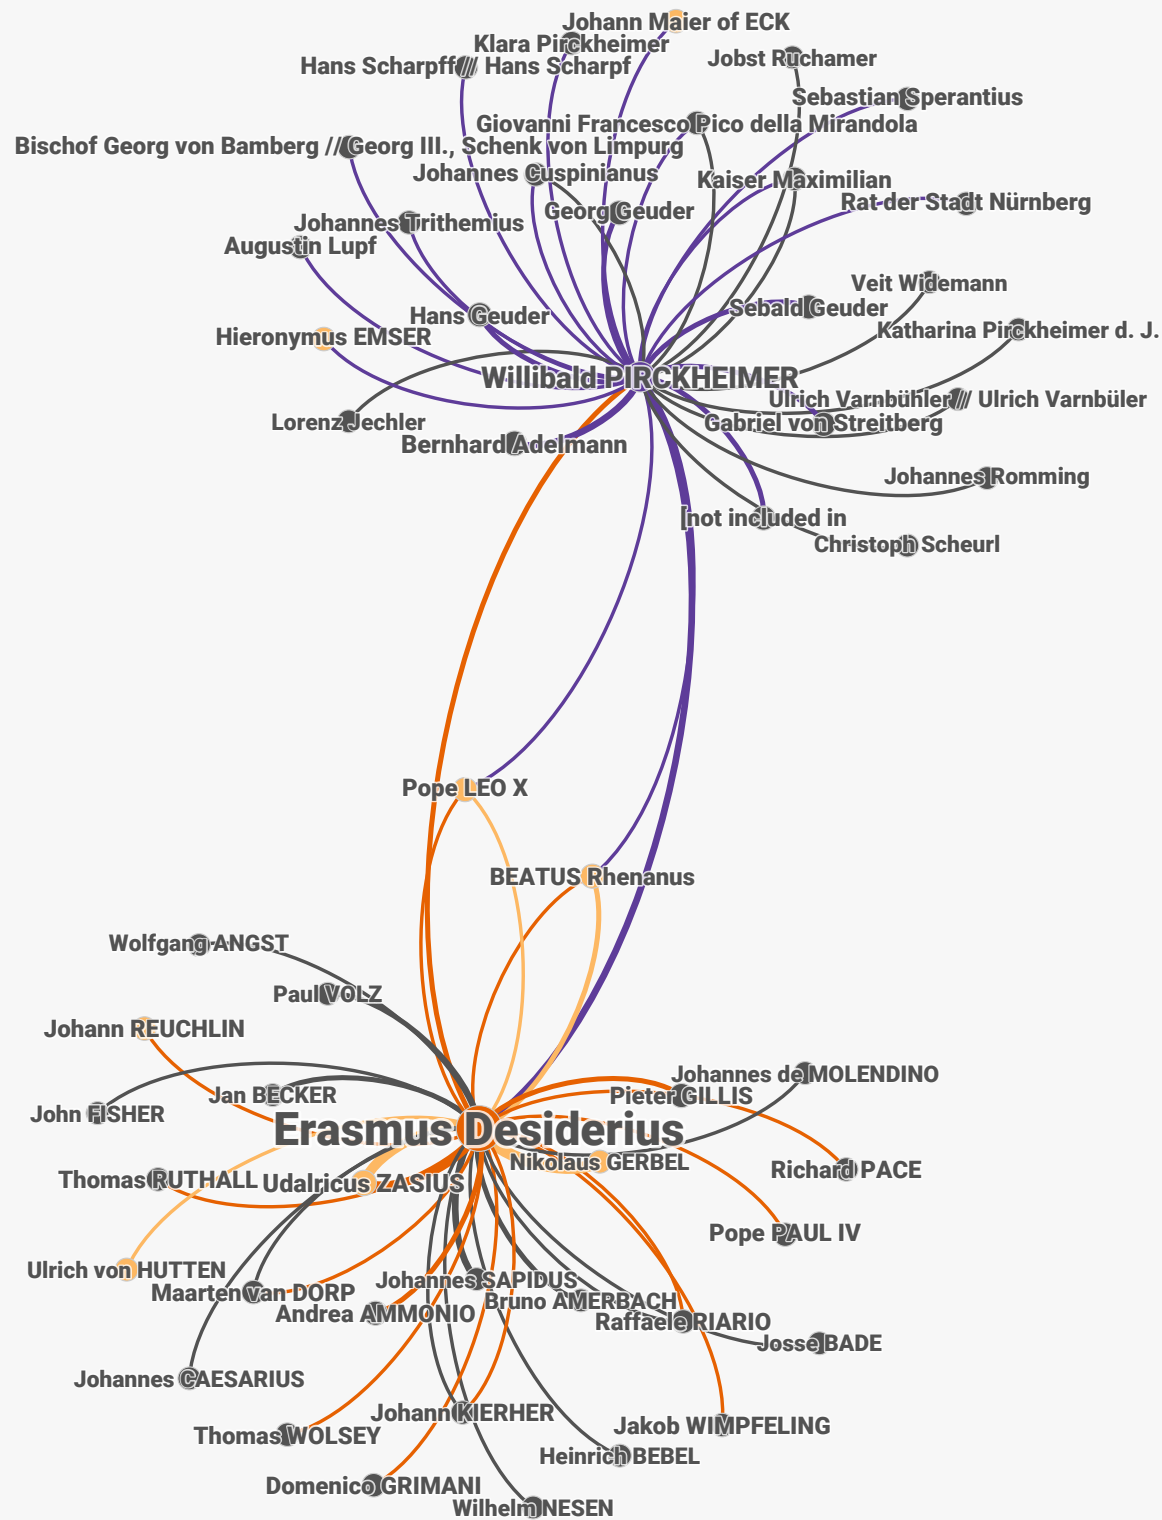 Johann Maier of ECK
Klara Pirckheimer
Hans Scharpff // Hans Scharpf
Jobst Ruchamer
Sebastian Sperantius
Giovanni Francesco Pico della Mirandola
Bischof Georg von Bamberg // Georg III., Schenk von Limpurg
Johannes Cuspinianus
Kaiser Maximilian
Rat der Stadt Nürnberg
Georg Geuder
Johannes Trithemius
Augustin Lupf
Veit Widemann
Sebald Geuder
Hans Geuder
Katharina Pirckheimer d. J.
Hieronymus EMSER
Willibald PIRCKHEIMER
Ulrich Varnbühler // Ulrich Varnbüler
Lorenz Jechler
Gabriel von Streitberg
Bernhard Adelmann
Johannes Romming
[not included in
Christoph Scheurl
Pope LEO X
BEATUS Rhenanus
Wolfgang ANGST
Paul VOLZ
Johann REUCHLIN
Johannes de MOLENDINO
Jan BECKER
Pieter GILLIS
John FISHER
Erasmus Desiderius
Nikolaus GERBEL
Richard PACE
Thomas RUTHALL
Udalricus ZASIUS
Pope PAUL IV
Ulrich von HUTTEN
Johannes SAPIDUS
Maarten van DORP
Bruno AMERBACH
Andrea AMMONIO
Raffaele RIARIO
Josse BADE
Johannes CAESARIUS
Johann KIERHER
Jakob WIMPFELING
Thomas WOLSEY
Heinrich BEBEL
Domenico GRIMANI
Wilhelm NESEN